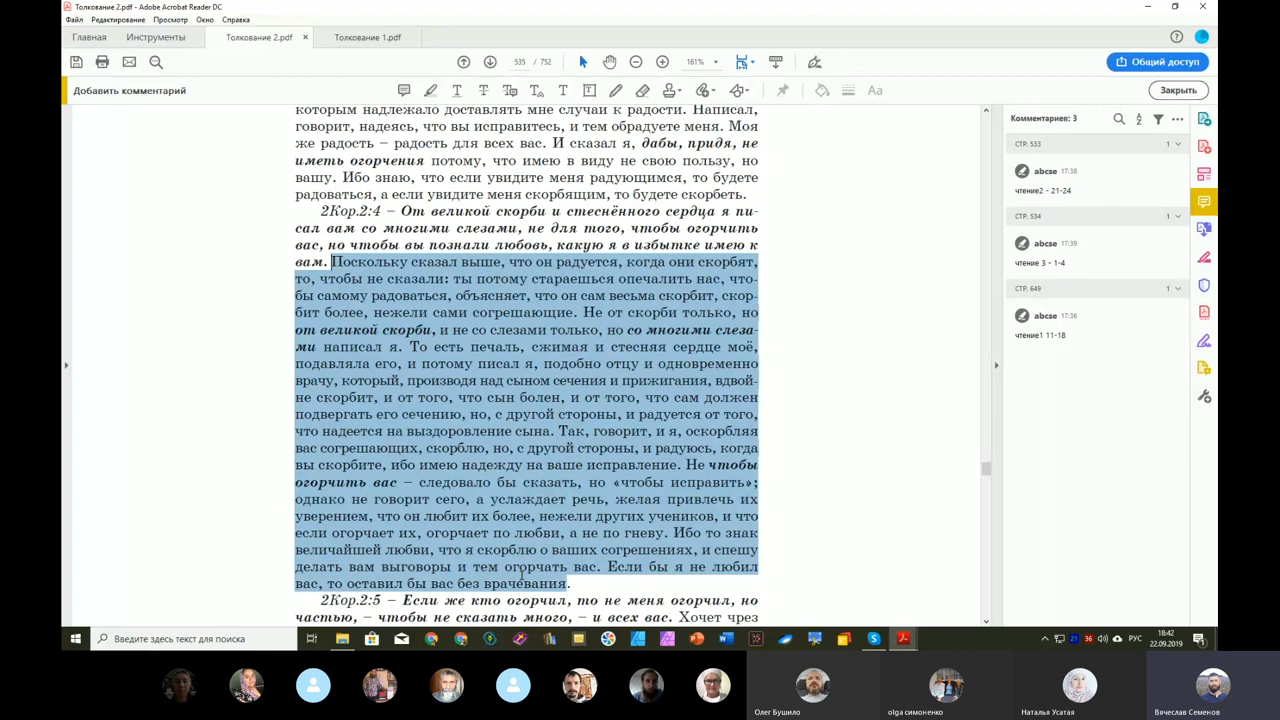 Толкование 2.pdf - Adobe Acrobat Reader DC
Файл Редактирование Просмотр Окно Справка
Главная Инструменты Толкование 2.pdf × Толкование 1.pdf
335 / 752 161% Общий доступ
Добавить комментарий Закрыть
которым надлежало доставлять мне случаи к радости. Написал,
говорит, надеясь, что вы исправитесь, и тем обрадуете меня. Моя
же радость – радость для всех вас. И сказал я, дабы, придя, не
иметь огорчения потому, что имею в виду не свою пользу, но
вашу. Ибо знаю, что если увидите меня радующимся, то будете
радоваться, а если увидите меня скорбящим, то будете скорбеть.
2Кор.2:4 – От великой скорби и стеснённого сердца я пи-
сал вам со многими слезами, не для того, чтобы огорчить
вас, но чтобы вы познали любовь, какую я в избытке имею к
вам. Поскольку сказал выше, что он радуется, когда они скорбят,
то, чтобы не сказали: ты потому стараешься опечалить нас, что-
бы самому радоваться, объясняет, что он сам весьма скорбит, скор-
бит более, нежели сами согрешающие. Не от скорби только, но
от великой скорби, и не со слезами только, но со многими слеза-
ми писал я. То есть печаль, сжимая и стесняя сердце моё,
подавляла его, и потому писал я, подобно отцу и одновременно
врачу, который, производя над сыном сечения и прижигания, вдвой-
не скорбит, и от того, что сын болен, и от того, что сам должен
подвергать его сечению, но, с другой стороны, и радуется от того,
что надеется на выздоровление сына. Так, говорит, и я, оскорбляя
вас согрешающих, скорблю, но, с другой стороны, и радуюсь, когда
вы скорбите, ибо имею надежду на ваше исправление. Не чтобы
огорчить вас – следовало бы сказать, но «чтобы исправить»;
однако не говорит сего, а услаждает речь, желая привлечь их
уверением, что он любит их более, нежели других учеников, и что
если огорчает их, огорчает по любви, а не по гневу. Ибо то знак
величайшей любви, что я скорблю о ваших согрешениях, и спешу
делать вам выговоры и тем огорчать вас. Если бы я не любил
вас, то оставил бы вас без врачевания.
2Кор.2:5 – Если же кто огорчил, то не меня огорчил, но
частью, – чтобы не сказать много, – и всех вас. Хочет чрез
Комментариев: 3
СТР. 533 1
abcse 17:38
чтение2 - 21-24
СТР. 534 1
abcse 17:39
чтение 3 - 1-4
СТР. 649 1
abcse 17:36
чтение1 11-18
Введите здесь текст для поиска
21 36 РУС 18:42
22.09.2019
Олег Бушило olga симоненко Наталья Усатая Вячеслав Семенов